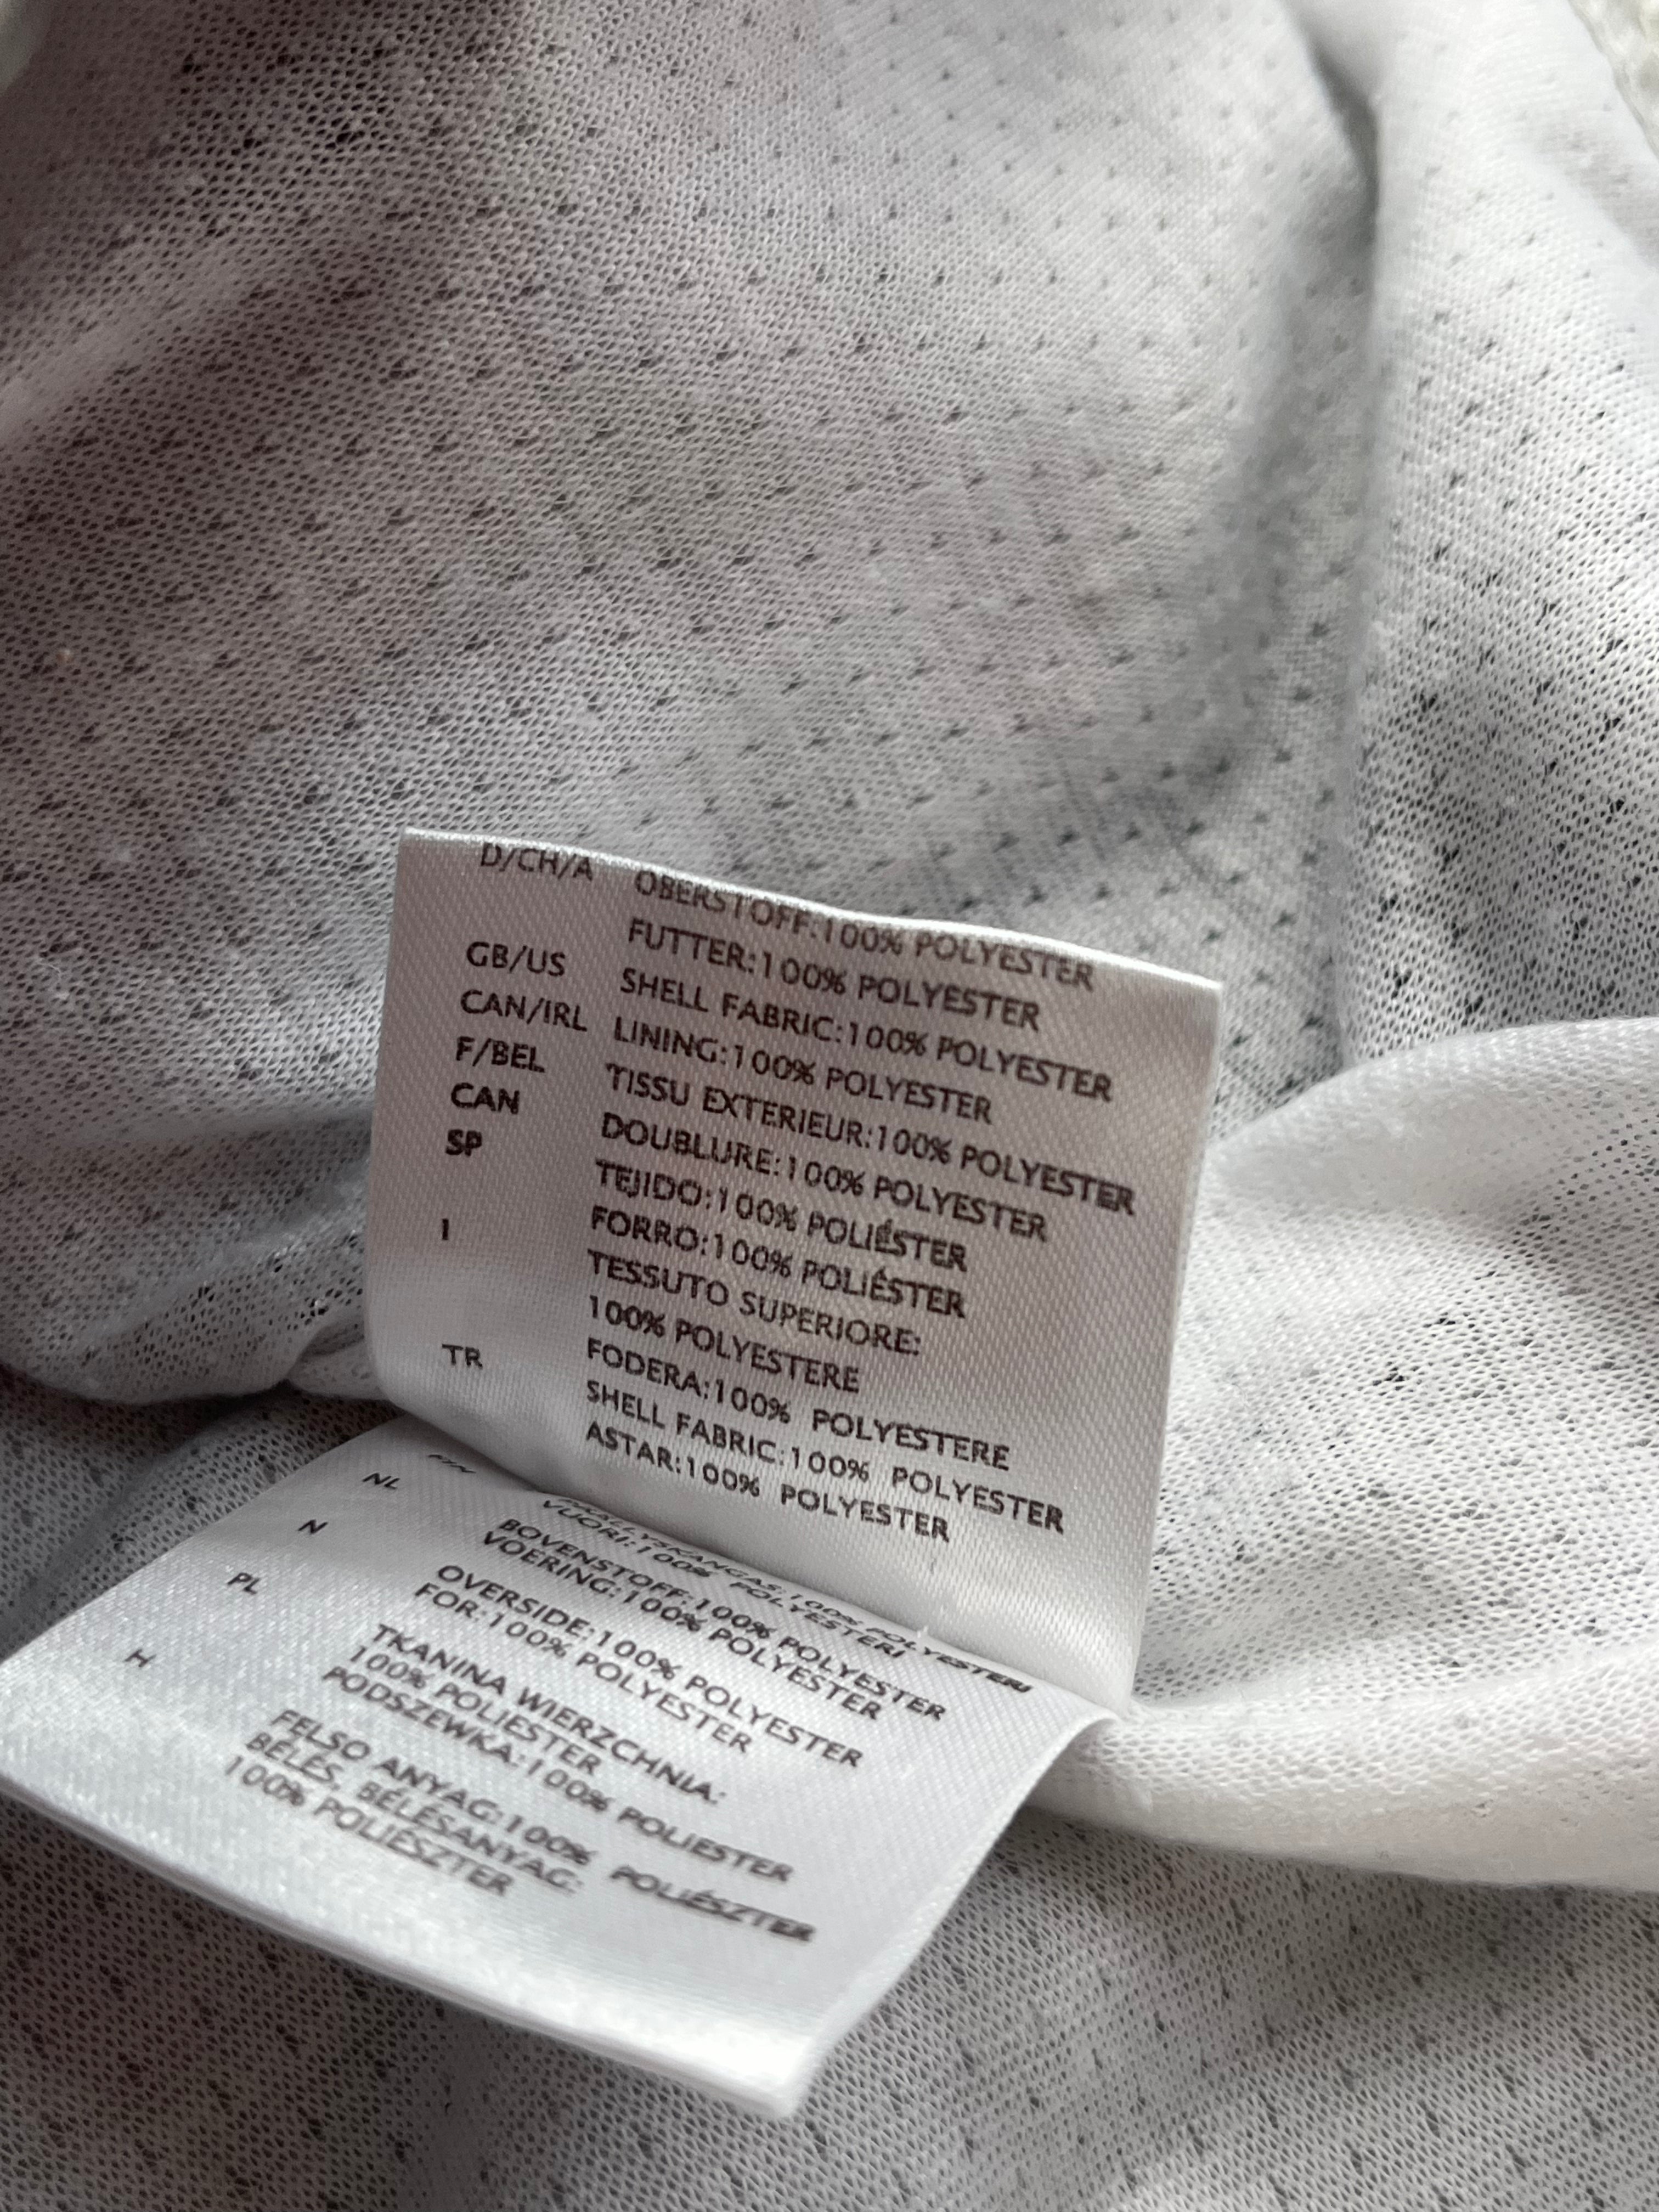 D/CH/A OBERSTOFF:100% POLYESTER
FUTTER:100% POLYESTER
GB/US SHELL FABRIC:100% POLYESTER
CAN/IRL LINING:100% POLYESTER
F/BEL TISSU EXTERIEUR:100% POLYESTER
CAN DOUBLURE:100% POLYESTER
SP TEJIDO:100% POLIÉSTER
FORRO:100% POLIÉSTER
I TESSUTO SUPERIORE:
100% POLYESTERE
FODERA:100% POLYESTERE
TR SHELL FABRIC:100% POLYESTER
ASTAR:100% POLYESTER
FIN 100% POLYESTERI
VUORI:100% POLYESTERI
NL BOVENSTOFF:100% POLYESTER
VOERING:100% POLYESTER
N OVERSIDE:100% POLYESTER
FOR:100% POLYESTER
PL TKANINA WIERZCHNIA:
100% POLIESTER
PODSZEWKA:100% POLIESTER
H FELSO ANYAG:100% POLIÉSZTER
BÉLÉS, BÉLÉSANYAG:
100% POLIÉSZTER